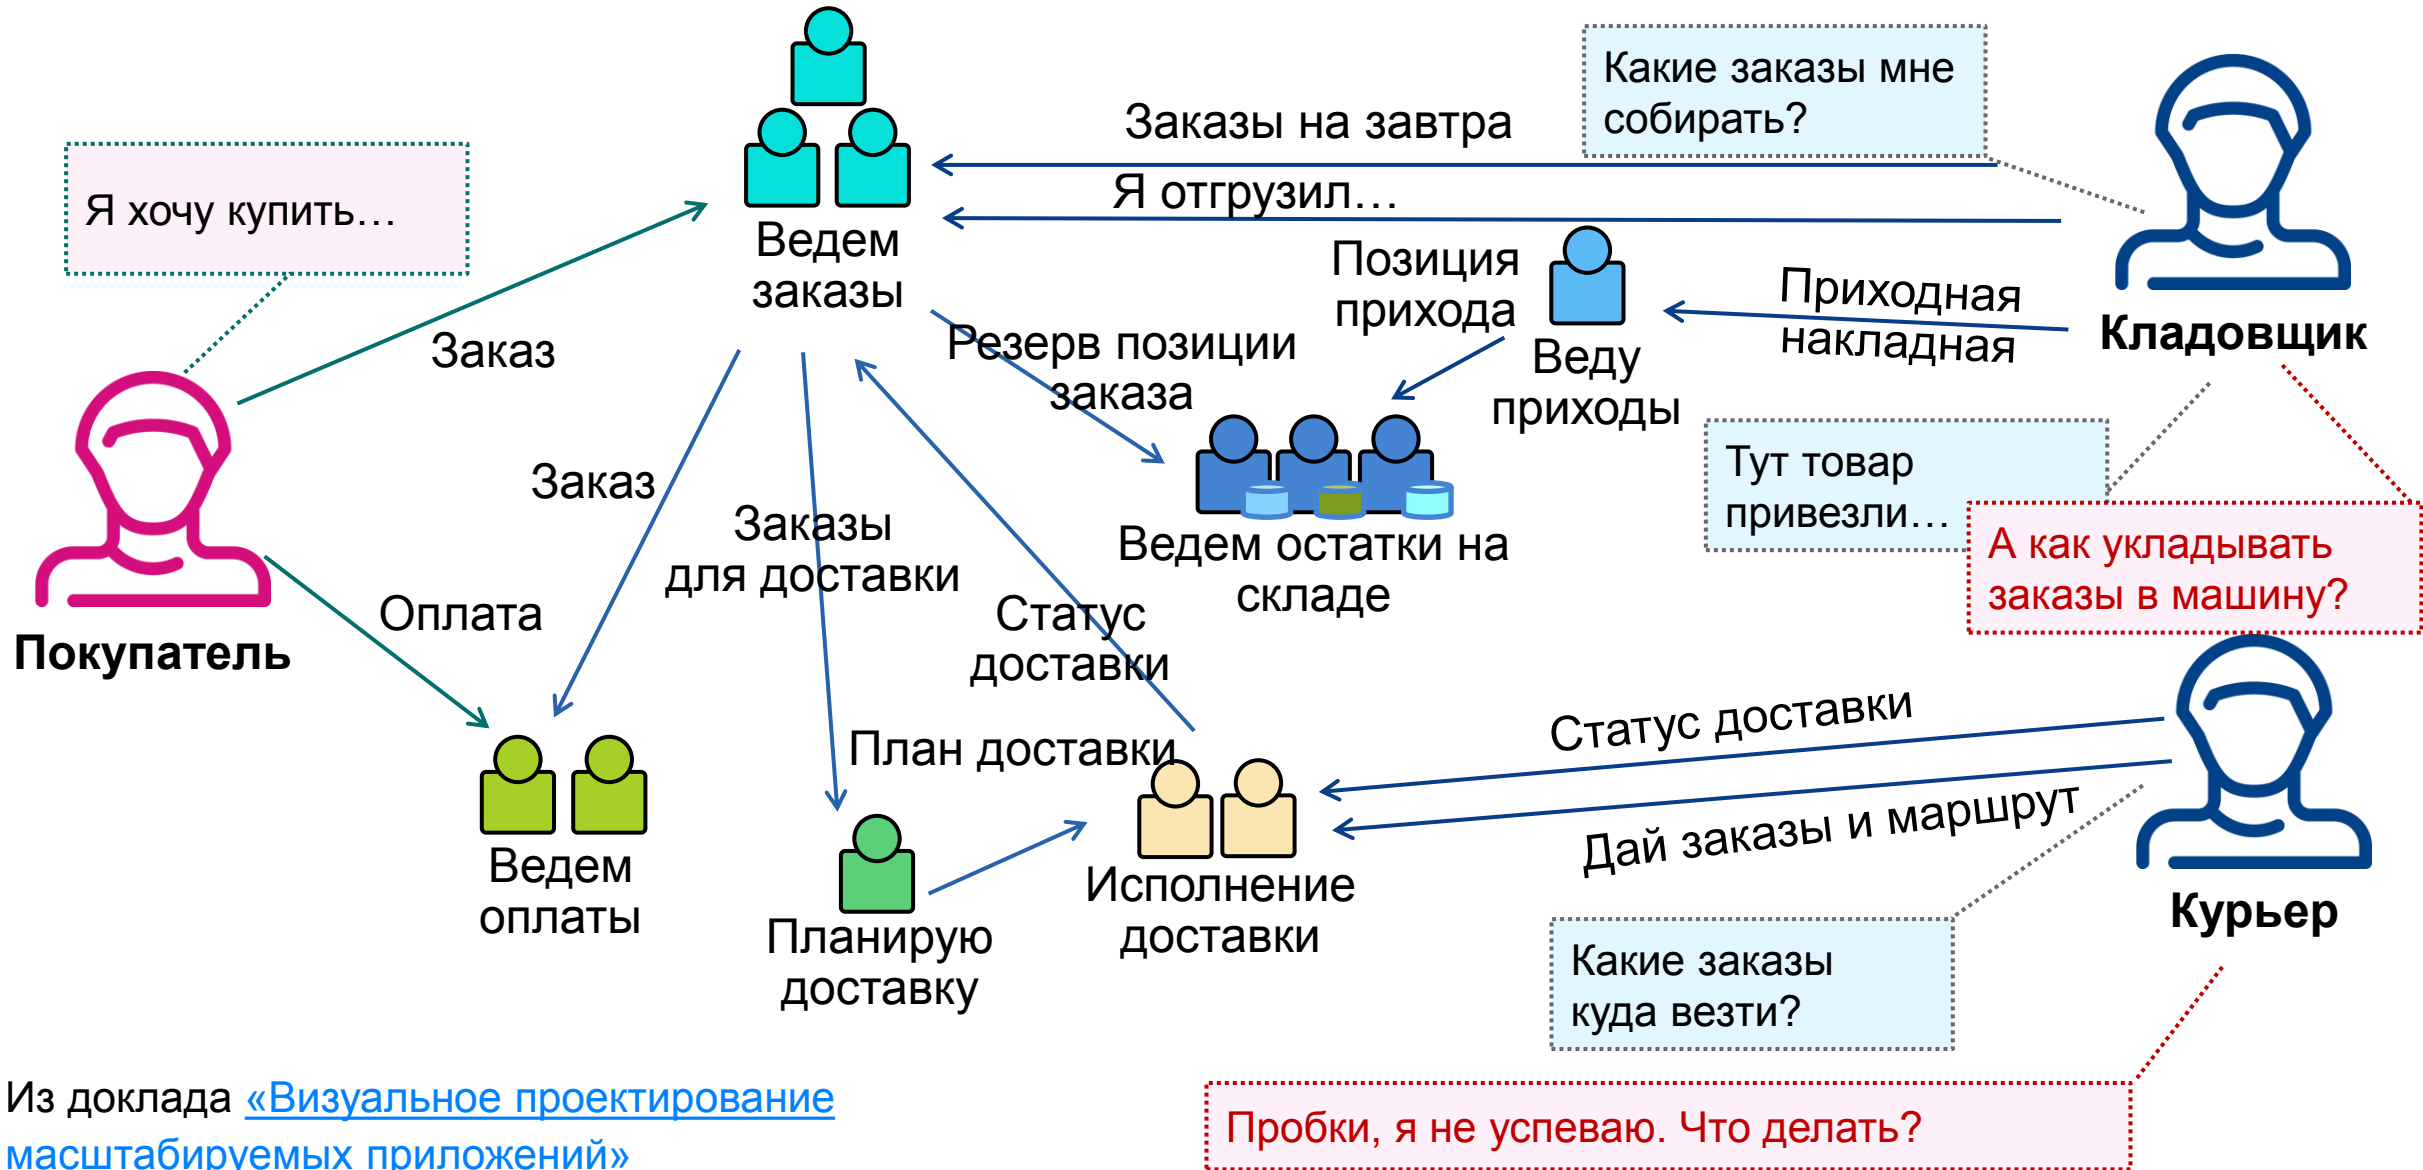 Какие заказы мне
собирать?
Заказы на завтра
Я отгрузил…
Я хочу купить…
Ведем
заказы
Позиция
прихода
Приходная
накладная
Кладовщик
Заказ
Резерв позиции
заказа
Веду
приходы
Тут товар
привезли…
Заказ
Заказы
для доставки
Ведем остатки на
складе
А как укладывать
заказы в машину?
Оплата
Статус
доставки
Покупатель
Статус доставки
План доставки
Дай заказы и маршрут
Ведем
оплаты
Исполнение
доставки
Курьер
Планирую
доставку
Какие заказы
куда везти?
Из доклада «Визуальное проектирование
масштабируемых приложений»
Пробки, я не успеваю. Что делать?